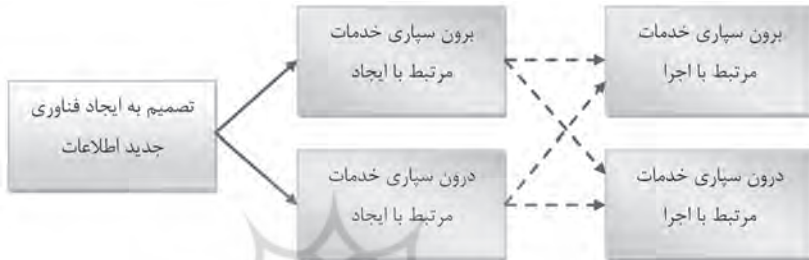 تصمیم به ایجاد فناوری
جدید اطلاعات
برون سپاری خدمات
مرتبط با ایجاد
درون سپاری خدمات
مرتبط با ایجاد
برون سپاری خدمات
مرتبط با اجرا
درون سپاری خدمات
مرتبط با اجرا